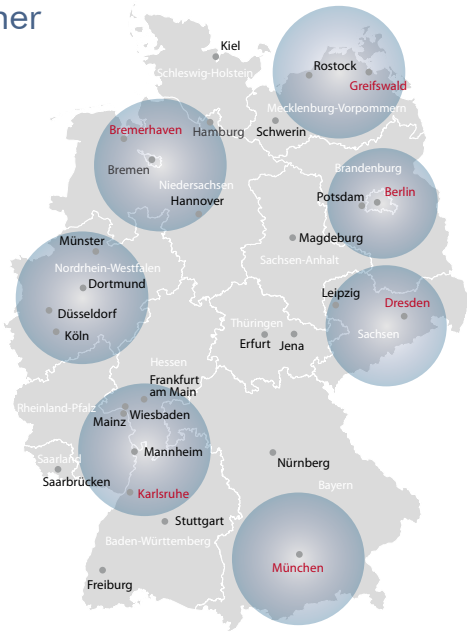 ner
Kiel
Schleswig-Holstein
Rostock
Greifswald
Mecklenburg-Vorpommern
Schwerin
Hamburg
Bremerhaven
Bremen
Niedersachsen
Hannover
Brandenburg
Potsdam
Berlin
Magdeburg
Sachsen-Anhalt
Münster
Nordrhein-Westfalen
Dortmund
Düsseldorf
Köln
Leipzig
Dresden
Sachsen
Thüringen
Erfurt
Jena
Hessen
Frankfurt
am Main
Rheinland-Pfalz
Wiesbaden
Mainz
Mannheim
Saarland
Saarbrücken
Karlsruhe
Nürnberg
Bayern
Stuttgart
Baden-Württemberg
Freiburg
München